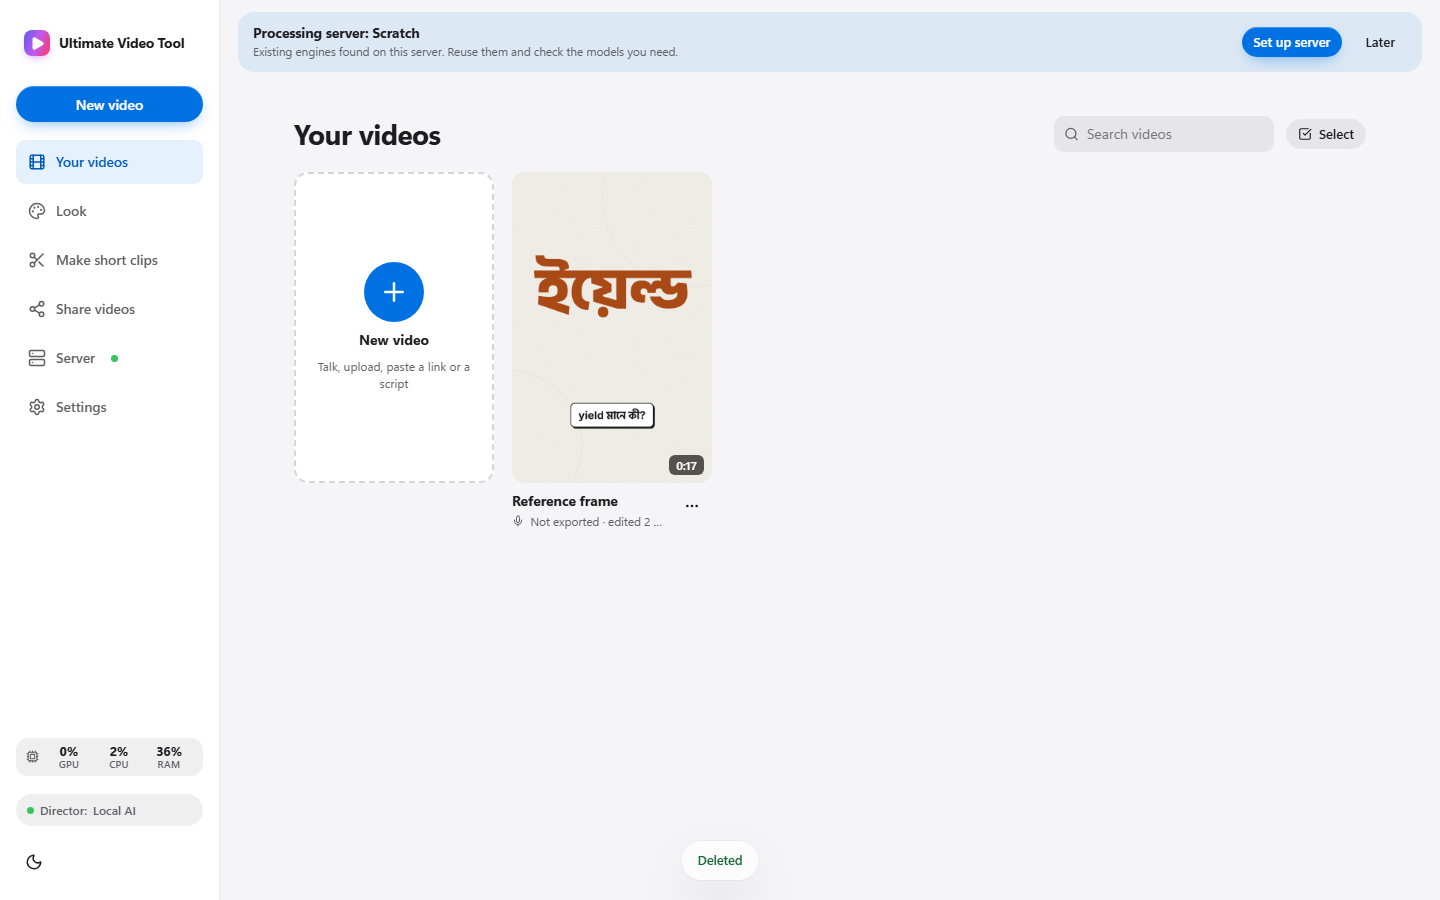 Ultimate Video Tool
New video
Your videos
Look
Make short clips
Share videos
Server
Settings
0%
GPU
2%
CPU
36%
RAM
Director: Local AI
Processing server: Scratch
Existing engines found on this server. Reuse them and check the models you need.
Set up server
Later
Your videos
Search videos
Select
New video
Talk, upload, paste a link or a
script
ইয়েল্ড
yield মানে কী?
0:17
Reference frame
...
Not exported · edited 2 ...
Deleted